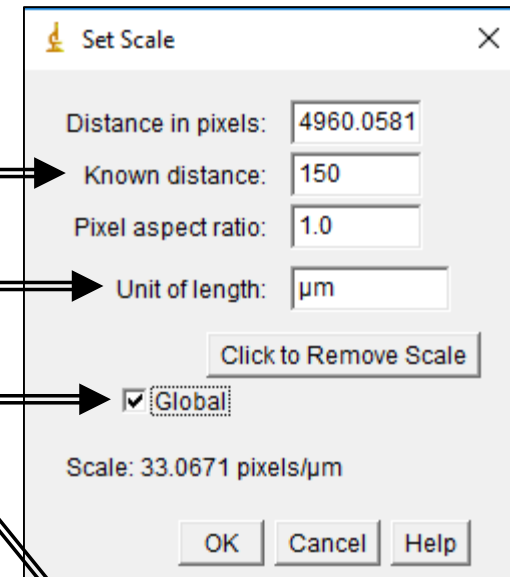 Set Scale
Distance in pixels: 4960.0581
Known distance: 150
Pixel aspect ratio: 1.0
Unit of length: µm
Click to Remove Scale
Global
Scale: 33.0671 pixels/µm
OK Cancel Help